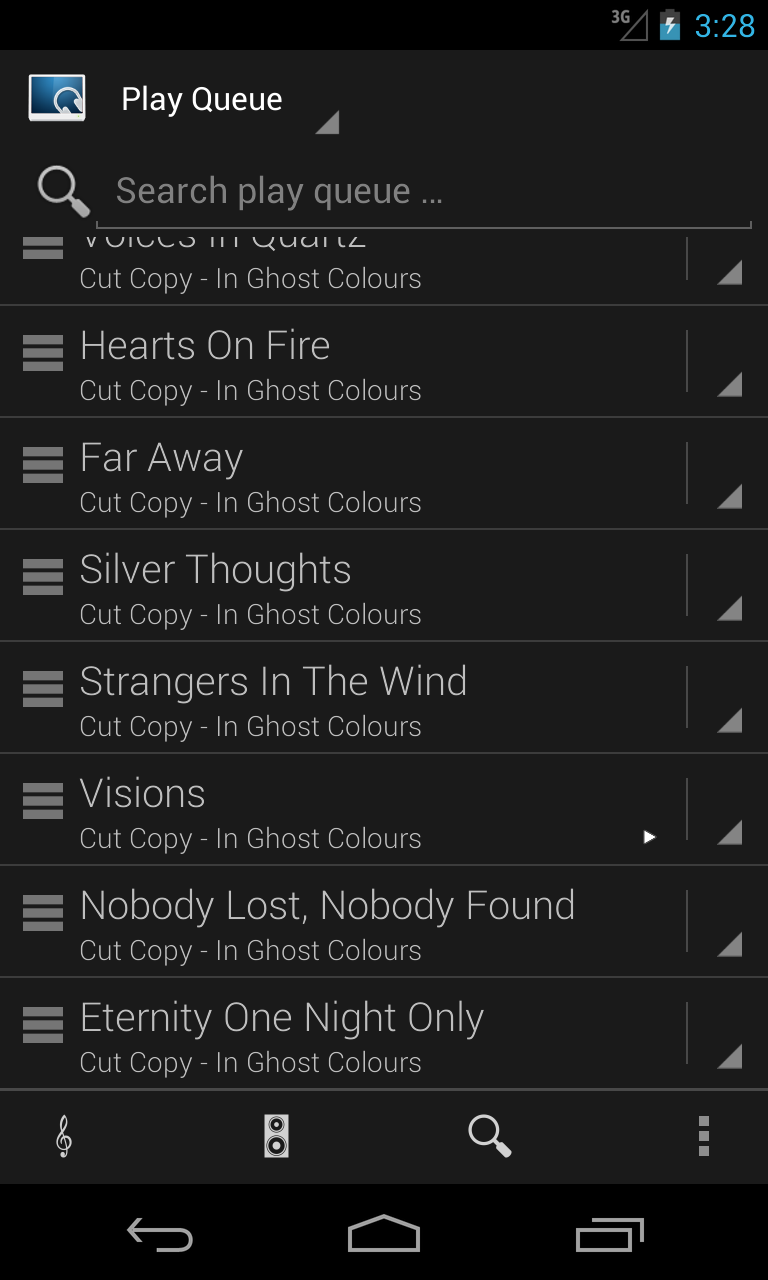 3G
3:28
Play Queue
Search play queue ...
Voices In Quartz
Cut Copy - In Ghost Colours
Hearts On Fire
Cut Copy - In Ghost Colours
Far Away
Cut Copy - In Ghost Colours
Silver Thoughts
Cut Copy - In Ghost Colours
Strangers In The Wind
Cut Copy - In Ghost Colours
Visions
Cut Copy - In Ghost Colours
Nobody Lost, Nobody Found
Cut Copy - In Ghost Colours
Eternity One Night Only
Cut Copy - In Ghost Colours